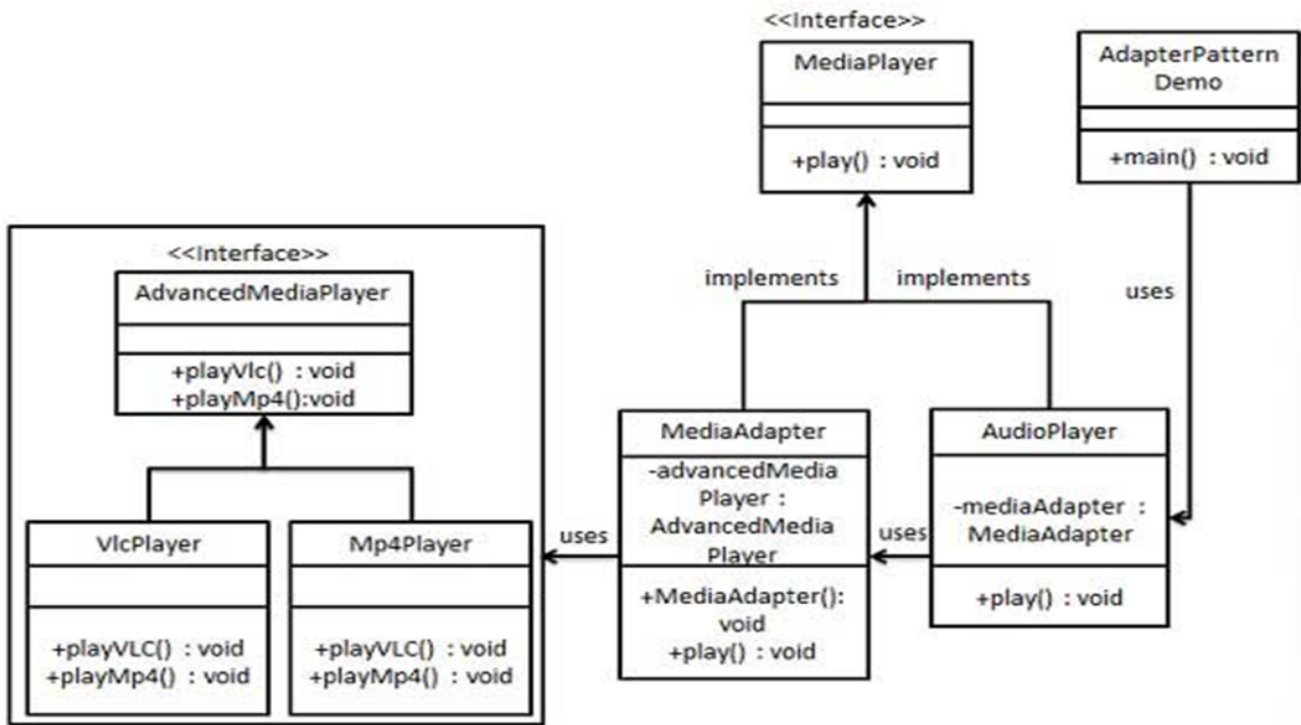 <<Interface>>
MediaPlayer
+play() : void
AdapterPattern
Demo
+main() : void
implements
implements
uses
<<Interface>>
AdvancedMediaPlayer
+playVlc() : void
+playMp4():void
VlcPlayer
+playVLC() : void
+playMp4() : void
Mp4Player
+playVLC() : void
+playMp4() : void
uses
MediaAdapter
-advancedMedia
Player :
AdvancedMedia
Player
+MediaAdapter():
void
+play() : void
uses
AudioPlayer
-mediaAdapter :
MediaAdapter
+play() : void